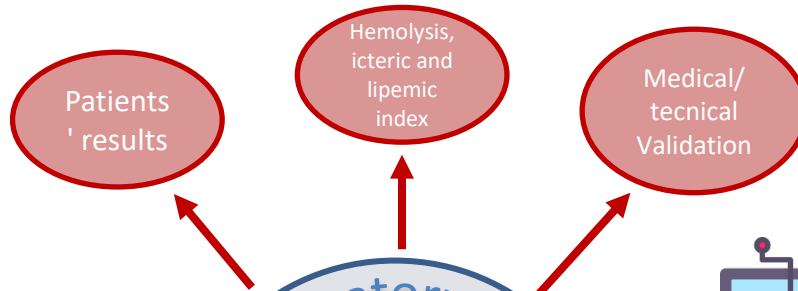 Hemolysis,
icteric and
lipemic
index
Patients
' results
Medical/
tecnical
Validation